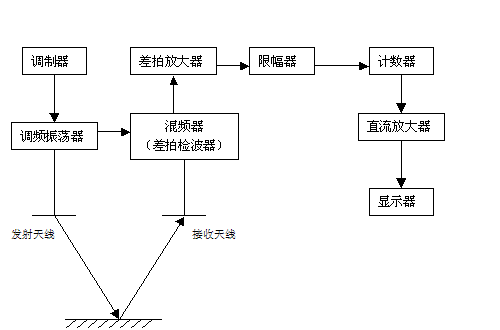 调制器
差拍放大器
限幅器
计数器
调频振荡器
混频器
（差拍检波器）
直流放大器
显示器
发射天线
接收天线